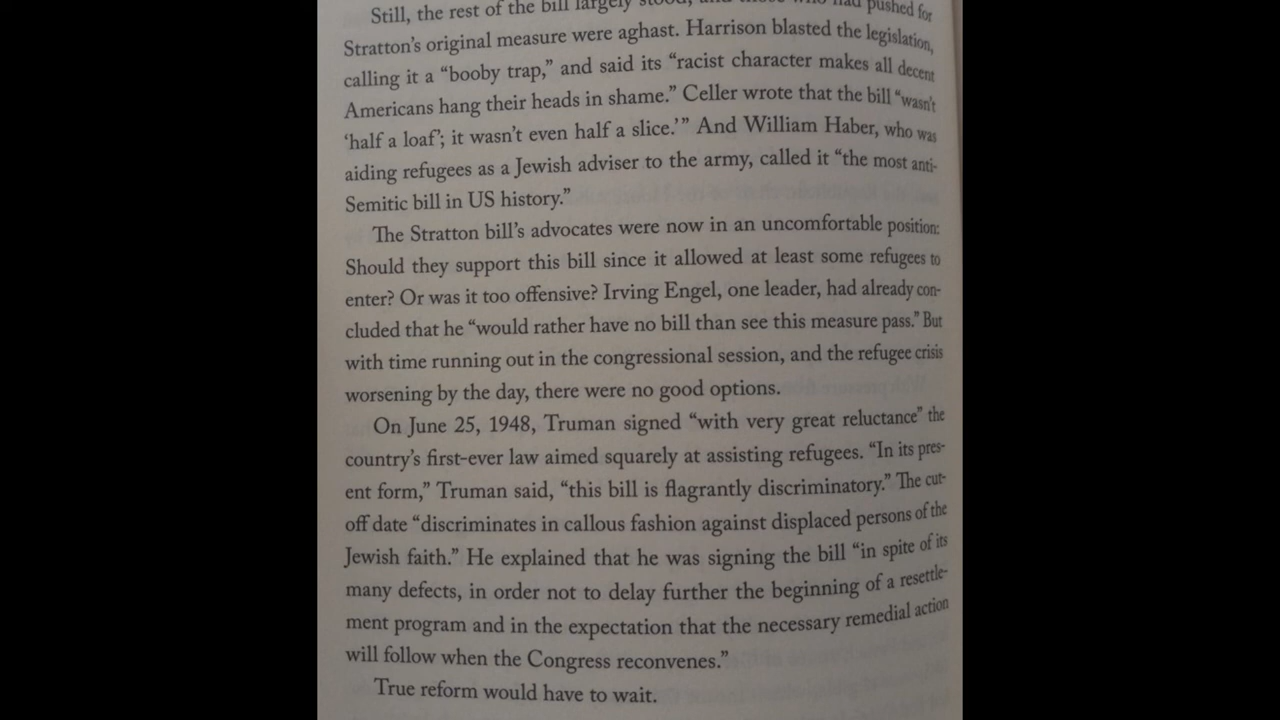 Still, the rest of the bill largely stood, and those who had pushed for
Stratton’s original measure were aghast. Harrison blasted the legislation,
calling it a “booby trap,” and said its “racist character makes all decent
Americans hang their heads in shame.” Celler wrote that the bill “wasn’t
‘half a loaf’; it wasn’t even half a slice.’” And William Haber, who was
aiding refugees as a Jewish adviser to the army, called it “the most anti-
Semitic bill in US history.”
The Stratton bill’s advocates were now in an uncomfortable position:
Should they support this bill since it allowed at least some refugees to
enter? Or was it too offensive? Irving Engel, one leader, had already con-
cluded that he “would rather have no bill than see this measure pass.” But
with time running out in the congressional session, and the refugee crisis
worsening by the day, there were no good options.
On June 25, 1948, Truman signed “with very great reluctance” the
country’s first-ever law aimed squarely at assisting refugees. “In its pres-
ent form,” Truman said, “this bill is flagrantly discriminatory.” The cut-
off date “discriminates in callous fashion against displaced persons of the
Jewish faith.” He explained that he was signing the bill “in spite of its
many defects, in order not to delay further the beginning of a resettle-
ment program and in the expectation that the necessary remedial action
will follow when the Congress reconvenes.”
True reform would have to wait.